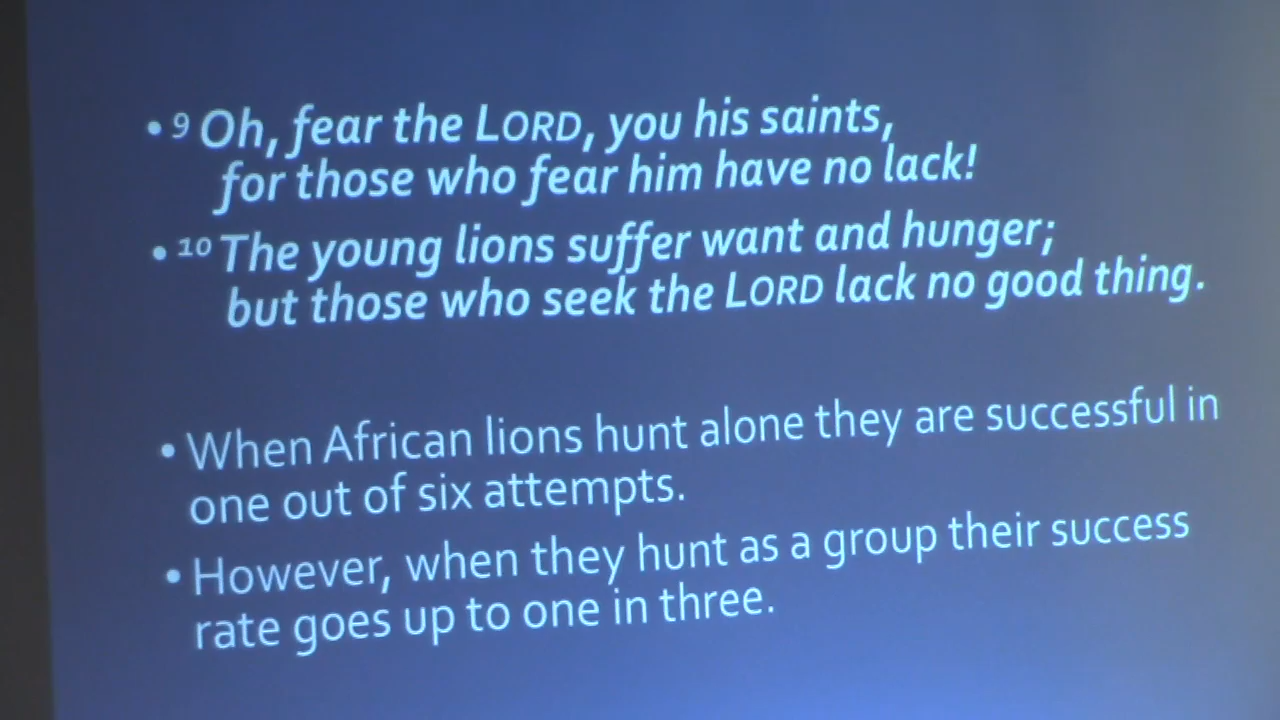 • 9 Oh, fear the LORD, you his saints,
for those who fear him have no lack!
• 10 The young lions suffer want and hunger;
but those who seek the LORD lack no good thing.
• When African lions hunt alone they are successful in
one out of six attempts.
• However, when they hunt as a group their success
rate goes up to one in three.